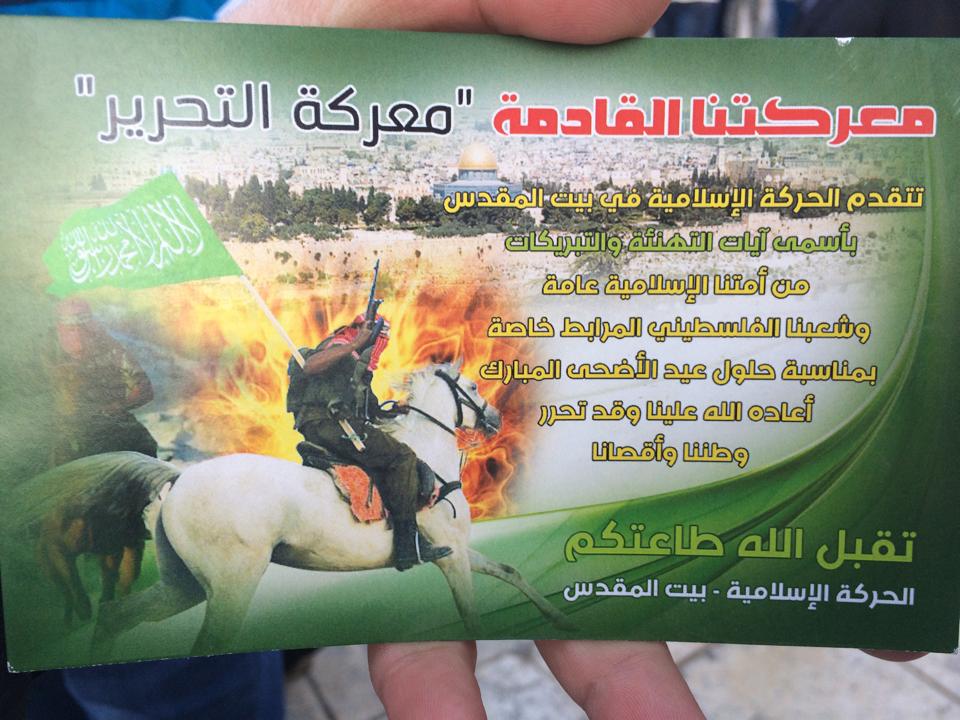 معركتنا القادمة "معركة التحرير"
تتقدم الحركة الإسلامية في بيت المقدس
بأسمى آيات التهنئة والتبريكات
من أمتنا الإسلامية عامة
وشعبنا الفلسطيني المرابط خاصة
بمناسبة حلول عيد الأضحى المبارك
أعاده الله علينا وقد تحرر
وطننا وأقصانا
لا إله إلا الله محمد رسول الله
تقبل الله طاعتكم
الحركة الإسلامية - بيت المقدس